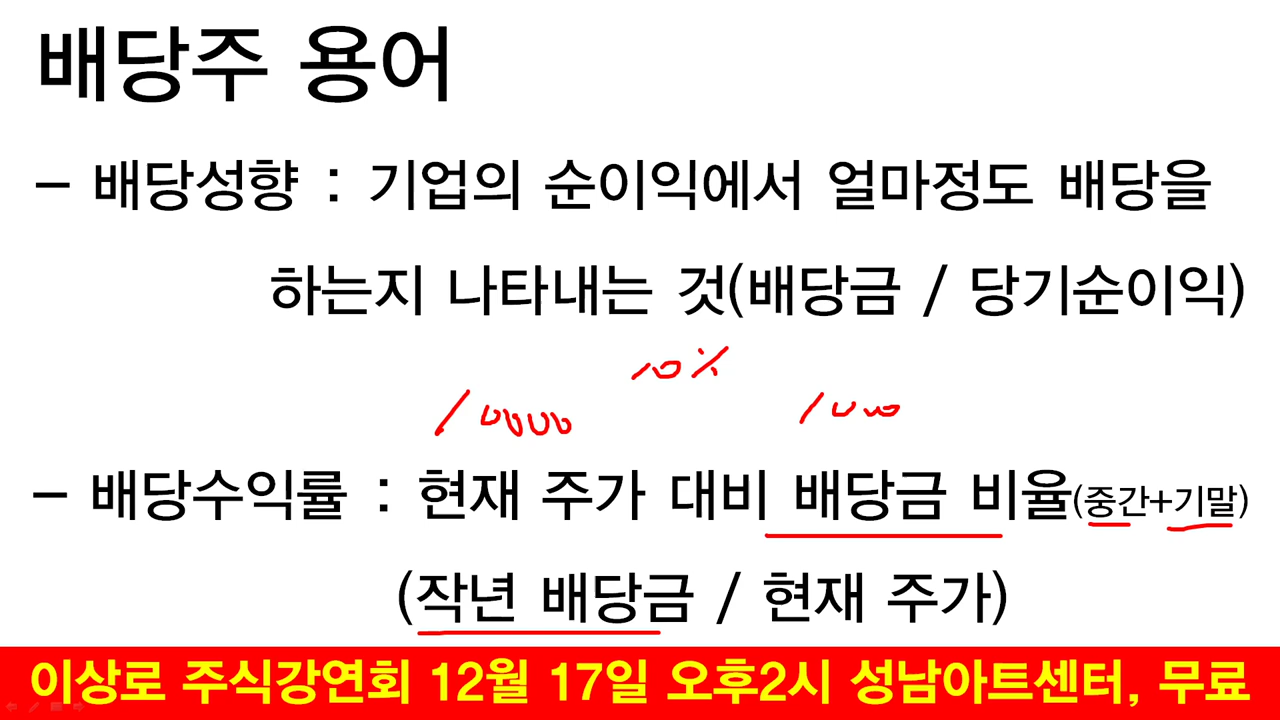 배당주 용어
– 배당성향 : 기업의 순이익에서 얼마정도 배당을
하는지 나타내는 것(배당금 / 당기순이익)
10%
10000
1000
– 배당수익률 : 현재 주가 대비 배당금 비율(중간+기말)
(작년 배당금 / 현재 주가)
이상로 주식강연회 12월 17일 오후2시 성남아트센터, 무료